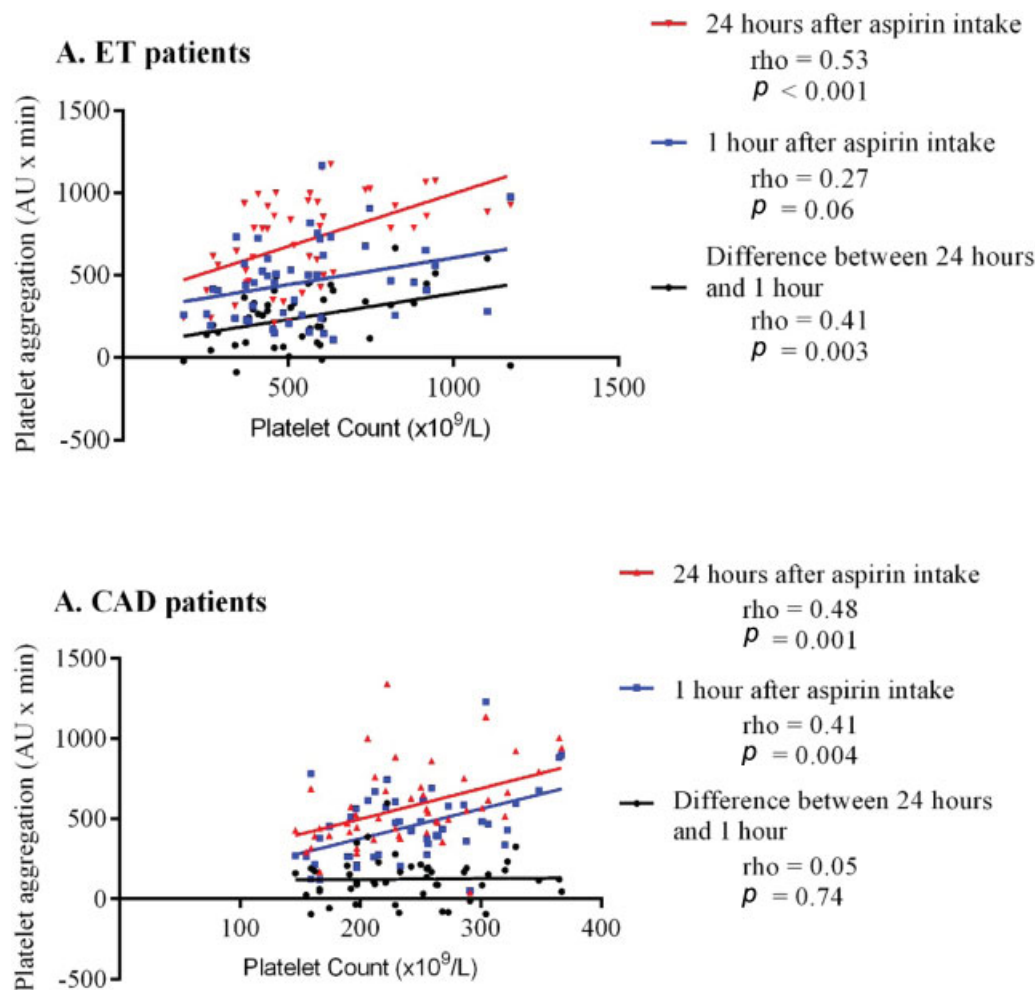 A. ET patients
Platelet aggregation (AU x min)
1500
1000
500
0
-500
500
1000
1500
Platelet Count (x10⁹/L)
24 hours after aspirin intake
rho = 0.53
p < 0.001
1 hour after aspirin intake
rho = 0.27
p = 0.06
Difference between 24 hours
and 1 hour
rho = 0.41
p = 0.003
A. CAD patients
Platelet aggregation (AU x min)
1500
1000
500
0
-500
100
200
300
400
Platelet Count (x10⁹/L)
24 hours after aspirin intake
rho = 0.48
p = 0.001
1 hour after aspirin intake
rho = 0.41
p = 0.004
Difference between 24 hours
and 1 hour
rho = 0.05
p = 0.74